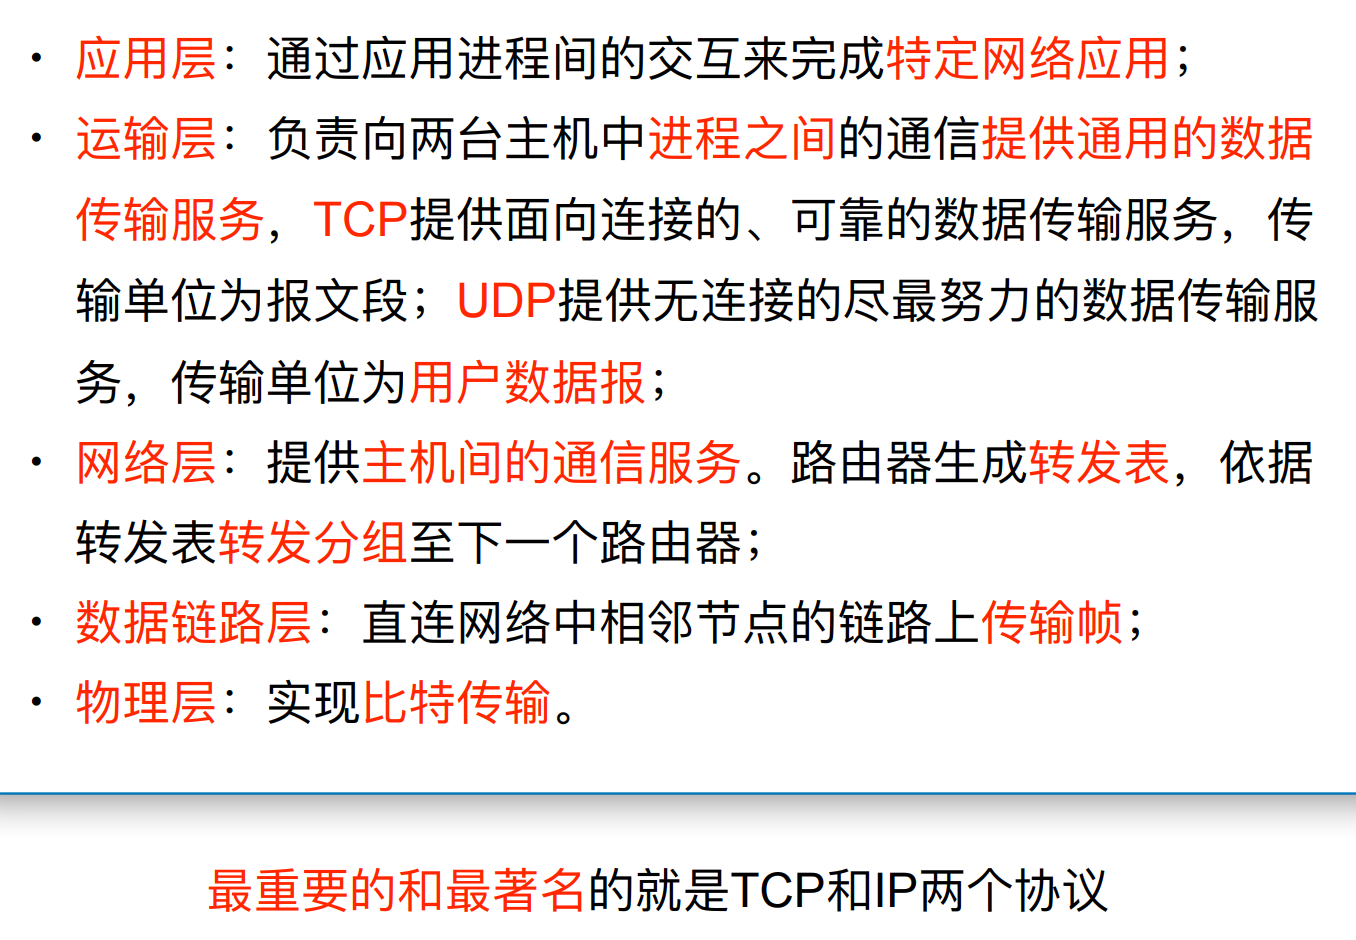 • 应用层：通过应用进程间的交互来完成特定网络应用；
• 运输层：负责向两台主机中进程之间的通信提供通用的数据
传输服务，TCP提供面向连接的、可靠的数据传输服务，传
输单位为报文段；UDP提供无连接的尽最努力的数据传输服
务，传输单位为用户数据报；
• 网络层：提供主机间的通信服务。路由器生成转发表，依据
转发表转发分组至下一个路由器；
• 数据链路层：直连网络中相邻节点的链路上传输帧；
• 物理层：实现比特传输。
最重要的和最著名的就是TCP和IP两个协议